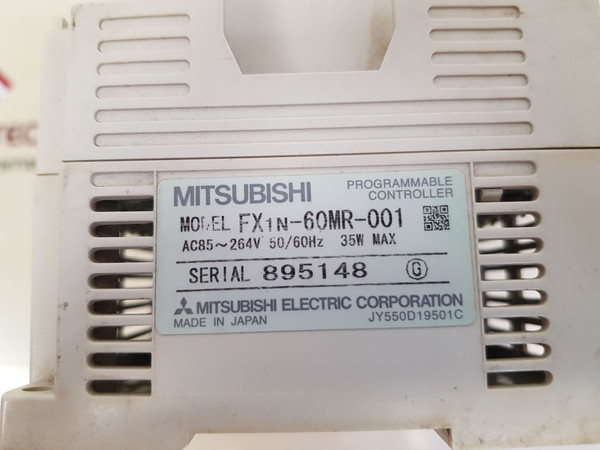 MITSUBISHI
PROGRAMMABLE
CONTROLLER
MODEL FX1N-60MR-001
AC85~264V 50/60Hz 35W MAX
SERIAL 895148 G
MITSUBISHI ELECTRIC CORPORATION
MADE IN JAPAN JY550D19501C